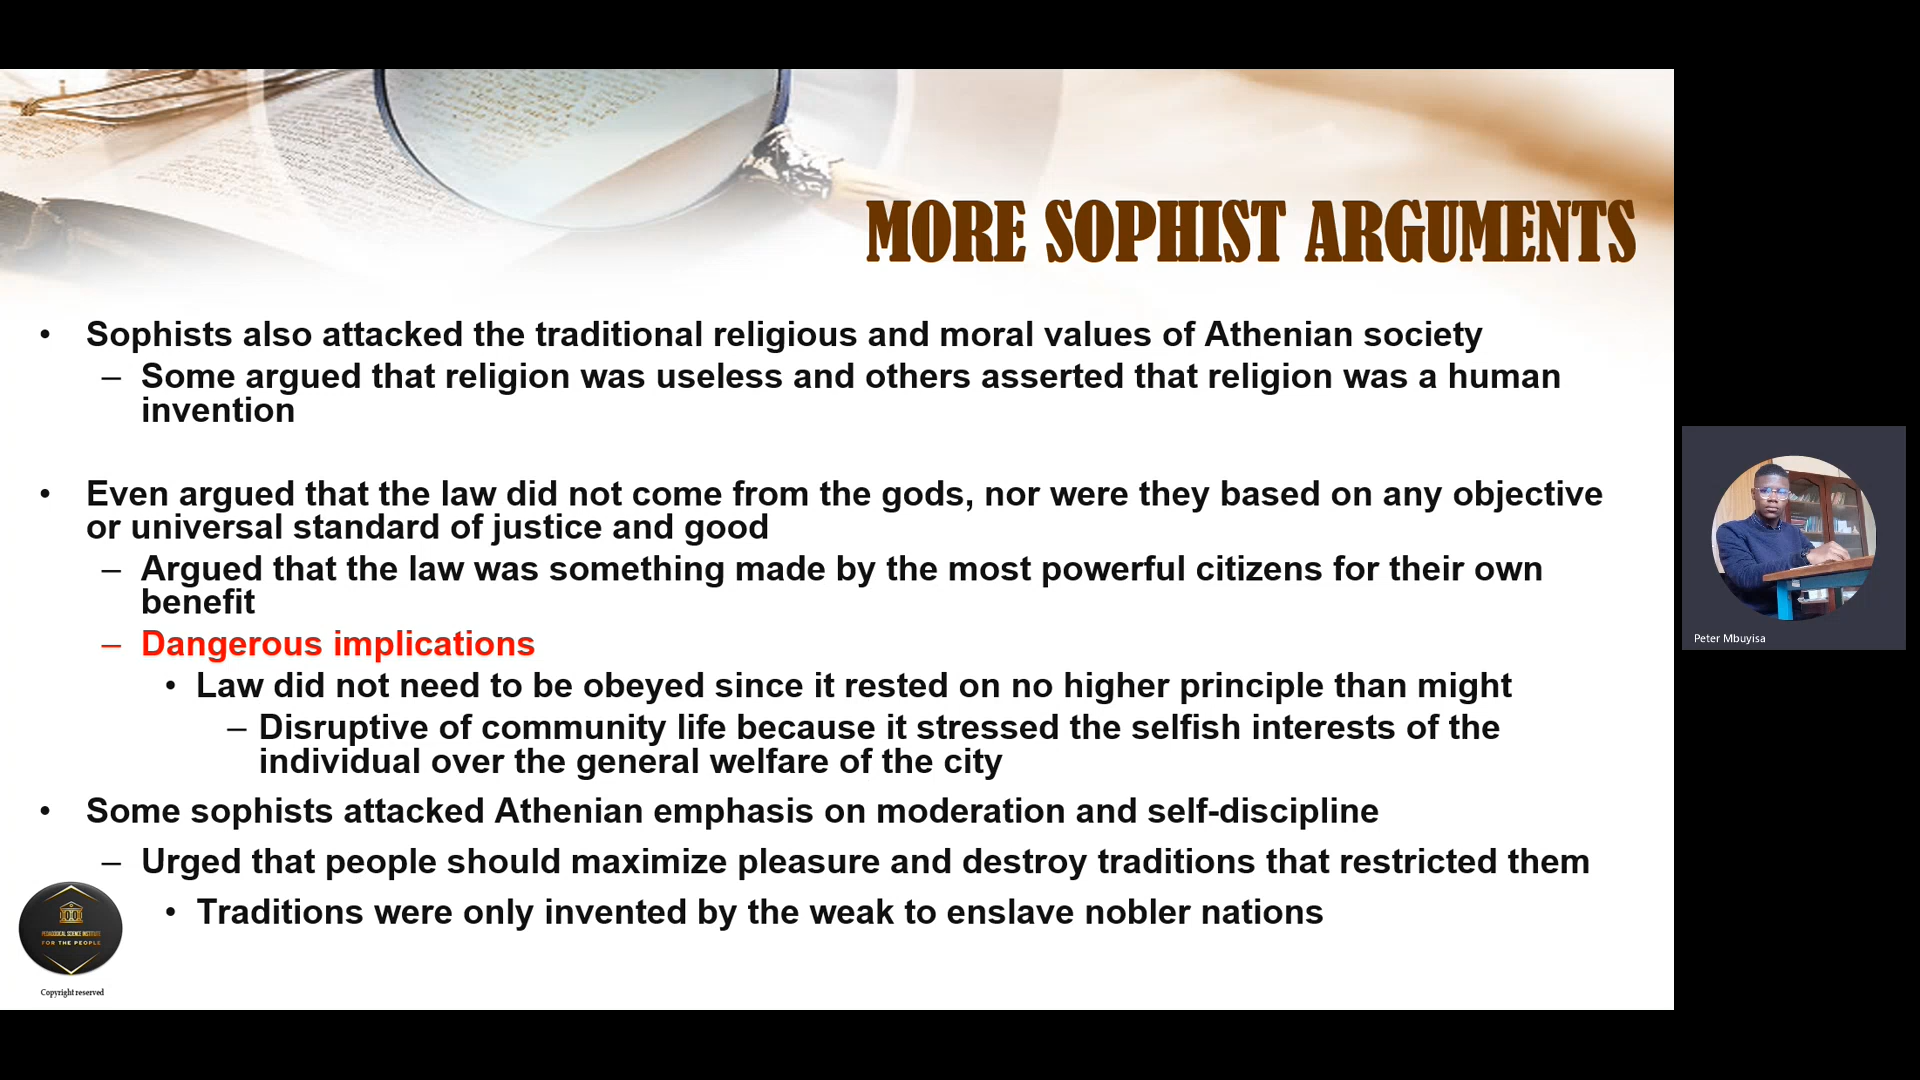 MORE SOPHIST ARGUMENTS
• Sophists also attacked the traditional religious and moral values of Athenian society
– Some argued that religion was useless and others asserted that religion was a human
invention
• Even argued that the law did not come from the gods, nor were they based on any objective
or universal standard of justice and good
– Argued that the law was something made by the most powerful citizens for their own
benefit
– Dangerous implications
• Law did not need to be obeyed since it rested on no higher principle than might
– Disruptive of community life because it stressed the selfish interests of the
individual over the general welfare of the city
• Some sophists attacked Athenian emphasis on moderation and self-discipline
– Urged that people should maximize pleasure and destroy traditions that restricted them
• Traditions were only invented by the weak to enslave nobler nations
PEDAGOGICAL SCIENCE INSTITUTE
FOR THE PEOPLE
Copyright reserved
Peter Mbuyisa